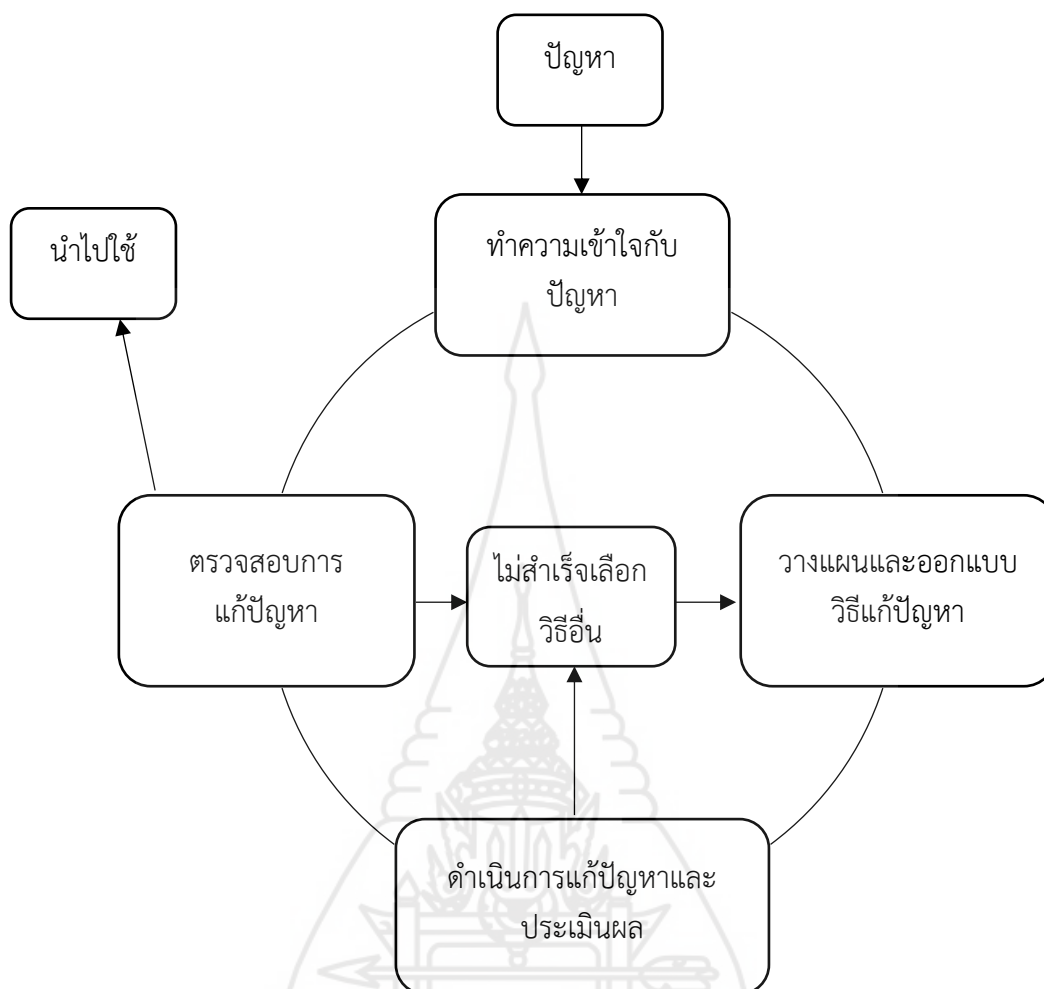 ปัญหา
ทำความเข้าใจกับ
ปัญหา
นำไปใช้
ตรวจสอบการ
แก้ปัญหา
ไม่สำเร็จเลือก
วิธีอื่น
วางแผนและออกแบบ
วิธีแก้ปัญหา
ดำเนินการแก้ปัญหาและ
ประเมินผล